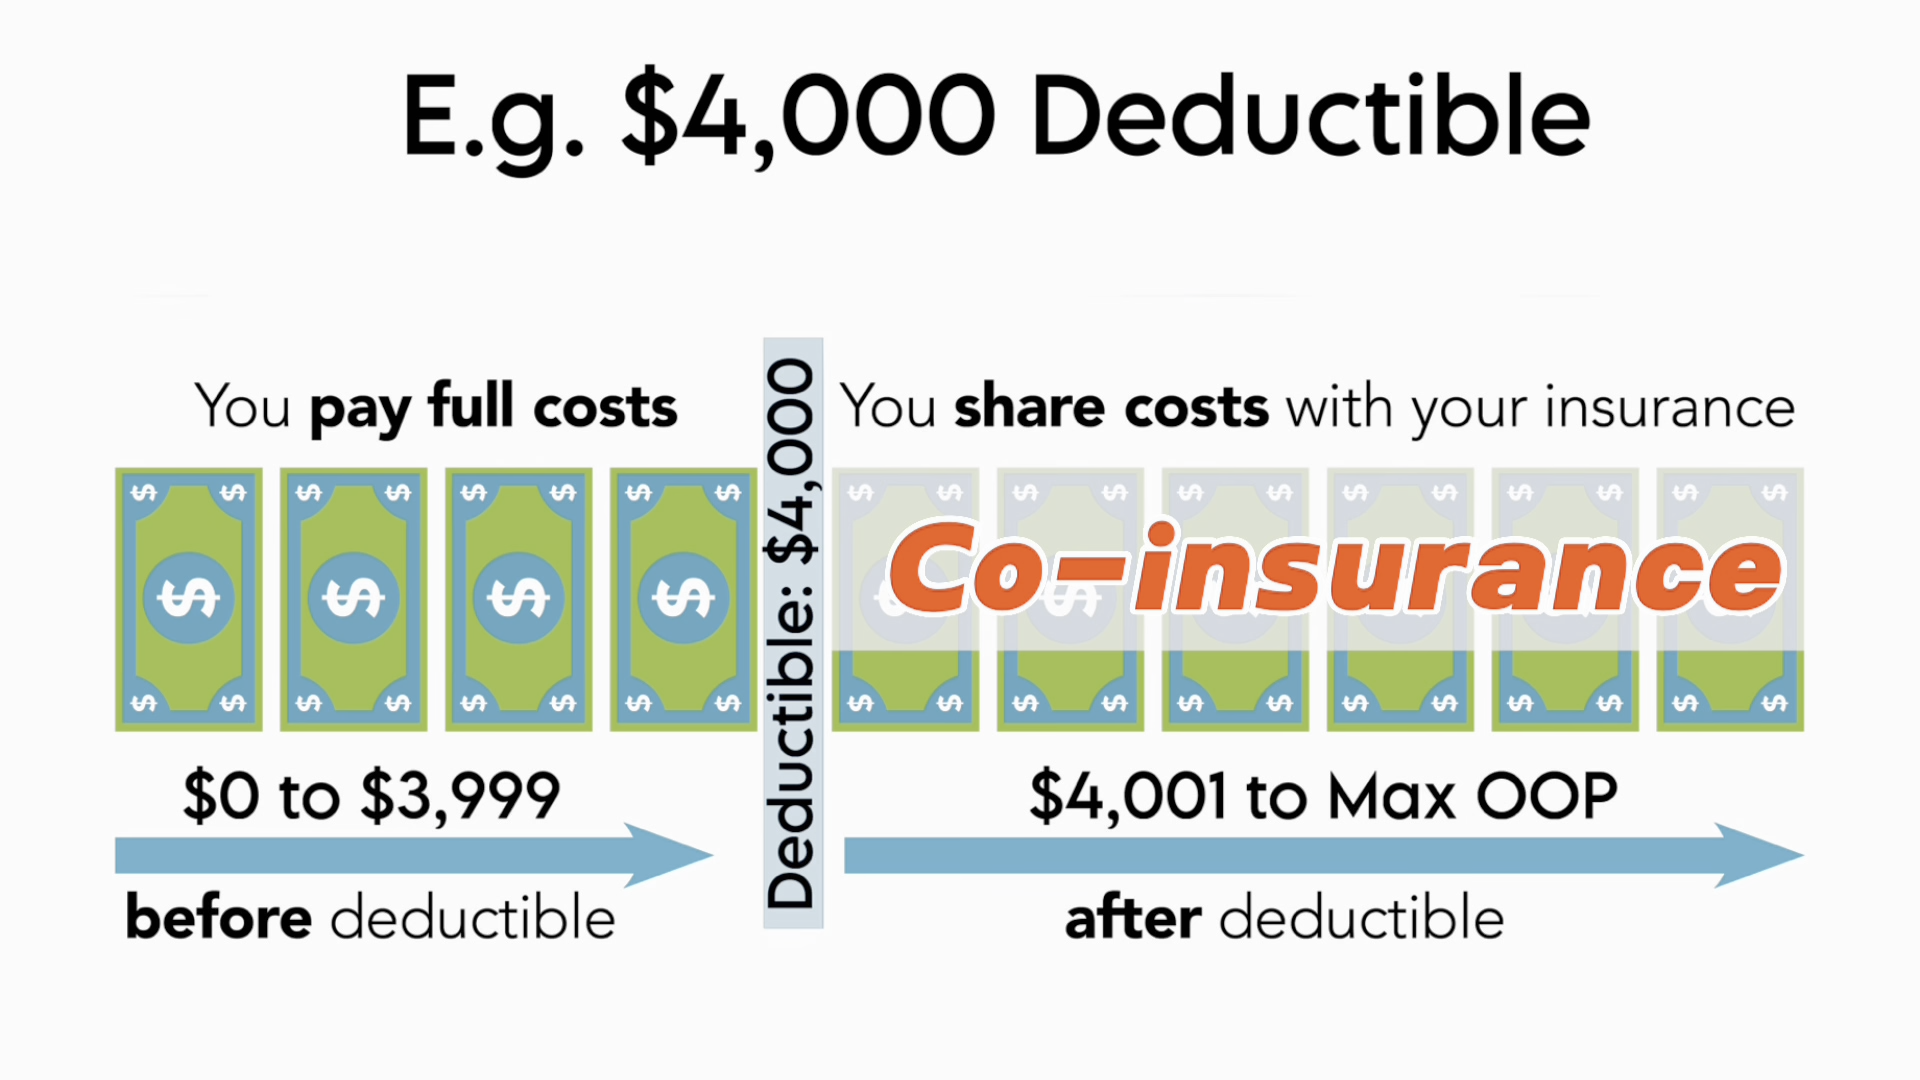 E.g. $4,000 Deductible
You pay full costs
$ $ $ $ $ $ $ $
$ $ $ $
$ $ $ $ $ $ $ $
$0 to $3,999
before deductible
Deductible: $4,000
You share costs with your insurance
$ $ $ $ $ $ $ $ $ $ $ $
Co-insurance
$ $ $ $ $ $ $ $ $ $ $ $
$4,001 to Max OOP
after deductible